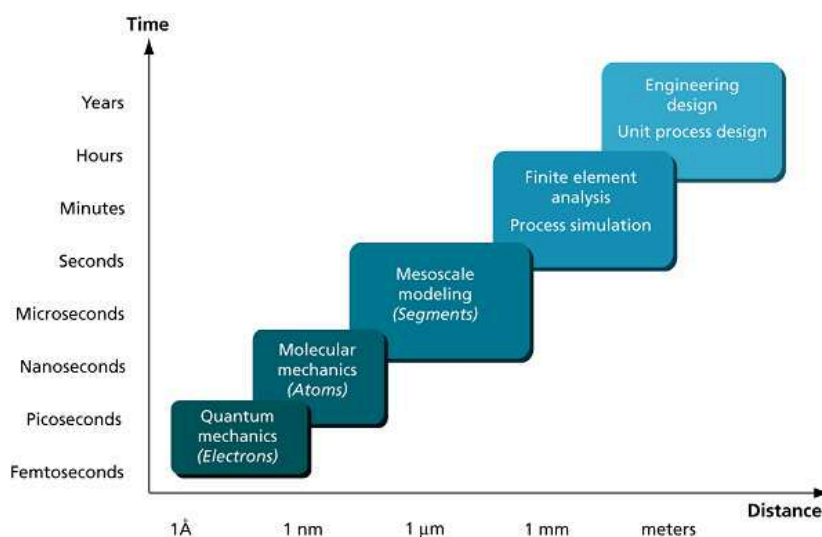 Time
Years
Hours
Minutes
Seconds
Microseconds
Nanoseconds
Picoseconds
Femtoseconds
Engineering
design
Unit process design
Finite element
analysis
Process simulation
Mesoscale
modeling
(Segments)
Molecular
mechanics
(Atoms)
Quantum
mechanics
(Electrons)
Distance
1Å 1 nm 1 μm 1 mm meters